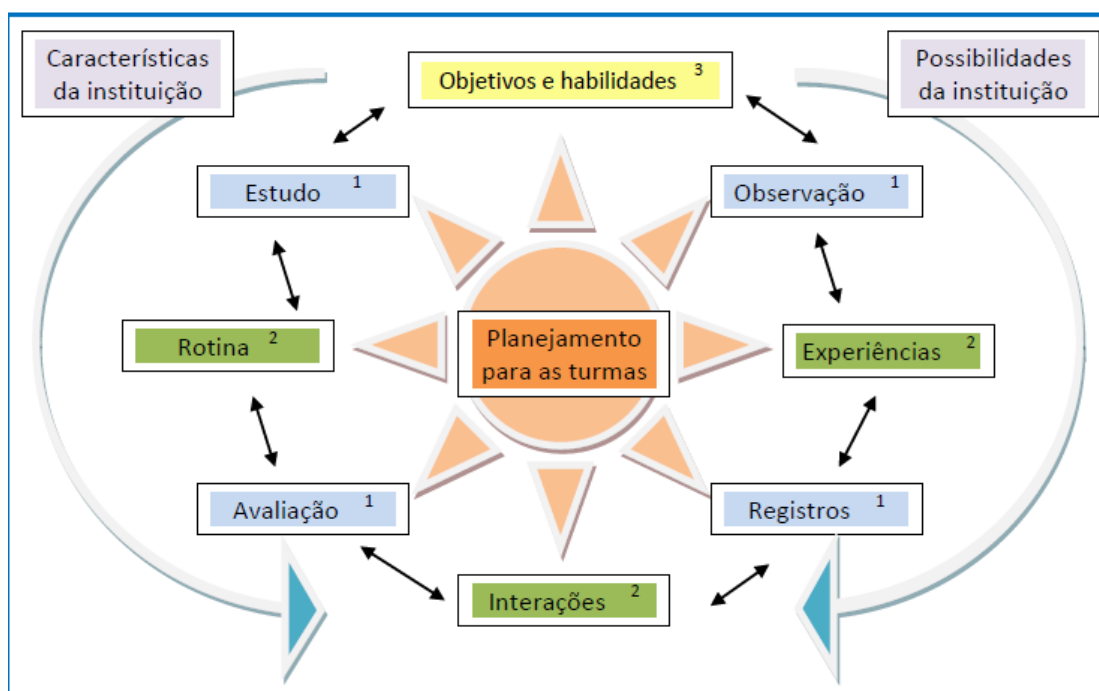 Características
da instituição
Possibilidades
da instituição
Objetivos e habilidades 3
Estudo 1
Observação 1
Rotina 2
Planejamento
para as turmas
Experiências 2
Avaliação 1
Registros 1
Interações 2